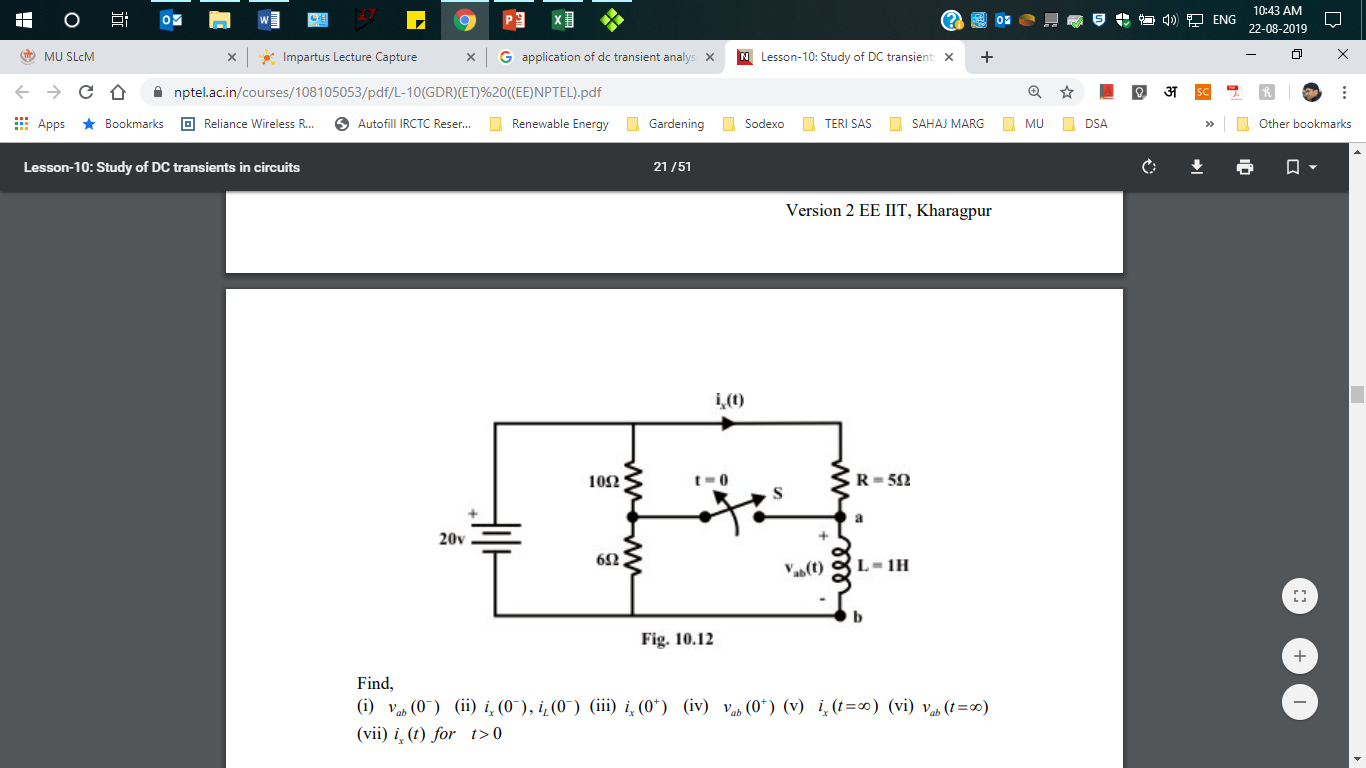 10:43 AM
ENG
22-08-2019
MU SLcM
Impartus Lecture Capture
application of dc transient analys
Lesson-10: Study of DC transient
nptel.ac.in/courses/108105053/pdf/L-10(GDR)(ET)%20((EE)NPTEL).pdf
Apps
Bookmarks
Reliance Wireless R...
Autofill IRCTC Reser...
Renewable Energy
Gardening
Sodexo
TERI SAS
SAHAJ MARG
MU
DSA
»
Other bookmarks
Lesson-10: Study of DC transients in circuits
21 / 51
Version 2 EE IIT, Kharagpur
iₓ(t)
10Ω
t = 0
S
R = 5Ω
a
+
20v
6Ω
+
v_ab(t)
L = 1H
-
b
Fig. 10.12
Find,
(i) v_ab (0⁻) (ii) iₓ (0⁻), i_L (0⁻) (iii) iₓ (0⁺) (iv) v_ab (0⁺) (v) iₓ (t=∞) (vi) v_ab (t=∞)
(vii) iₓ (t) for t > 0